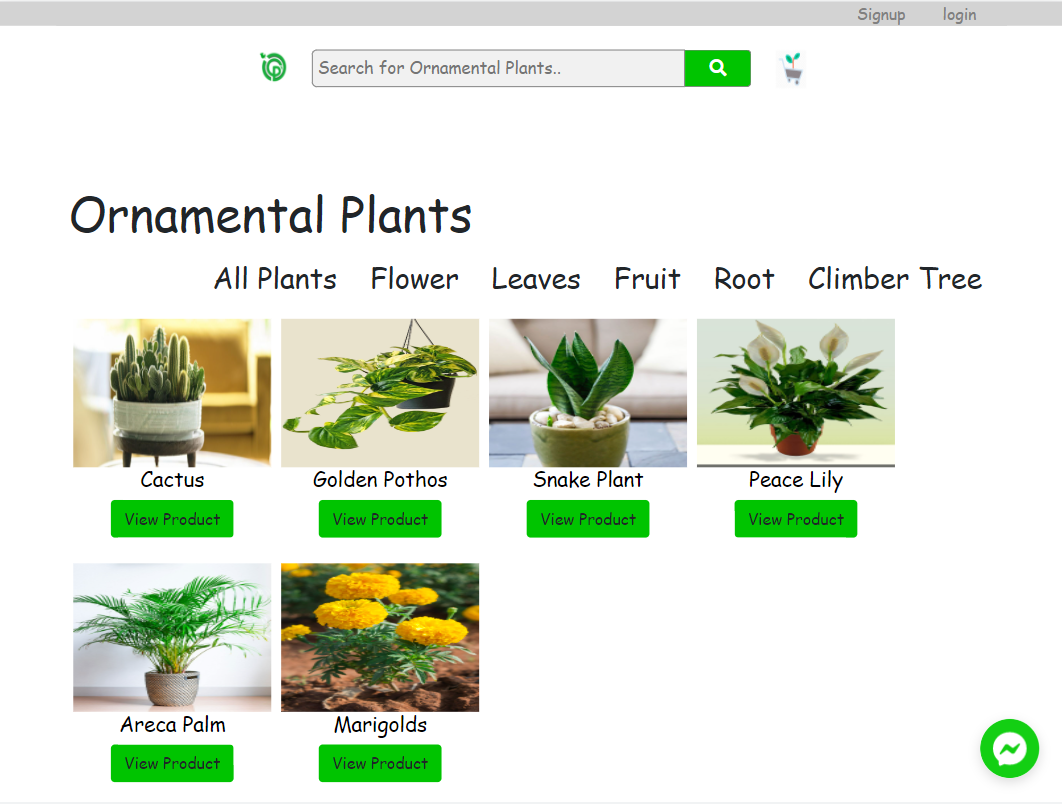 Signup login
Search for Ornamental Plants..
Ornamental Plants
All Plants Flower Leaves Fruit Root Climber Tree
Cactus Golden Pothos Snake Plant Peace Lily
View Product View Product View Product View Product
Areca Palm Marigolds
View Product View Product